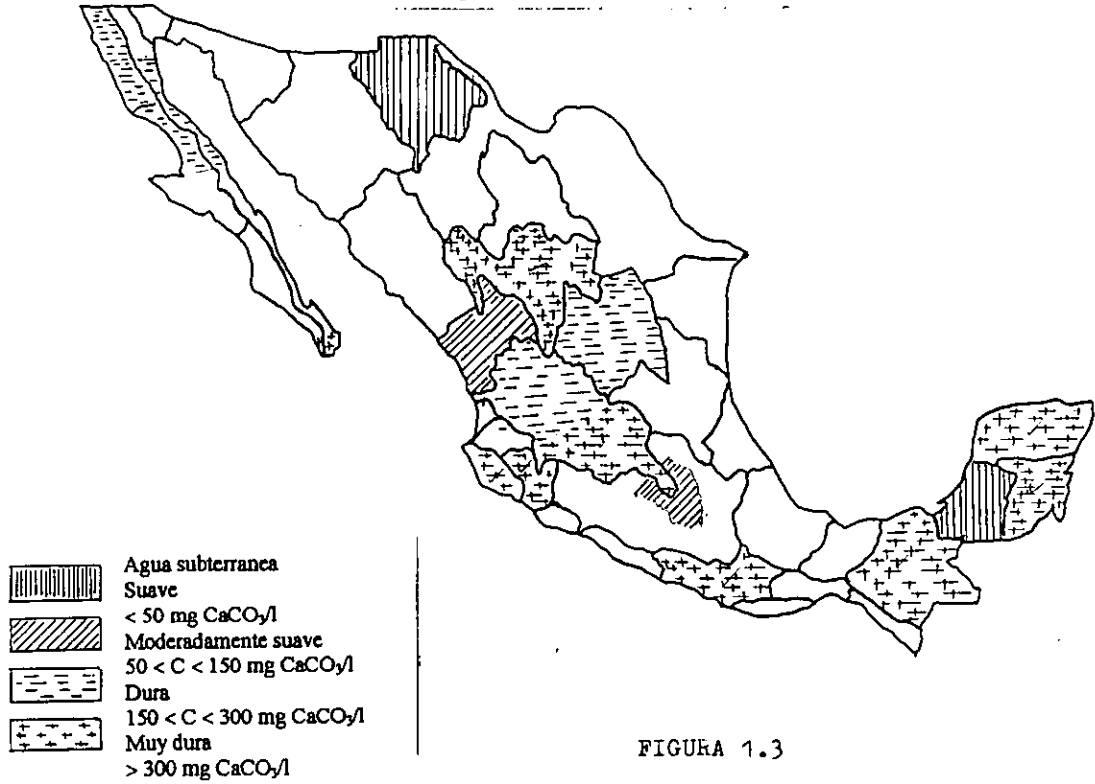 Agua subterranea
Suave
< 50 mg CaCO₃/l
Moderadamente suave
50 < C < 150 mg CaCO₃/l
Dura
150 < C < 300 mg CaCO₃/l
Muy dura
> 300 mg CaCO₃/l
FIGURA 1.3